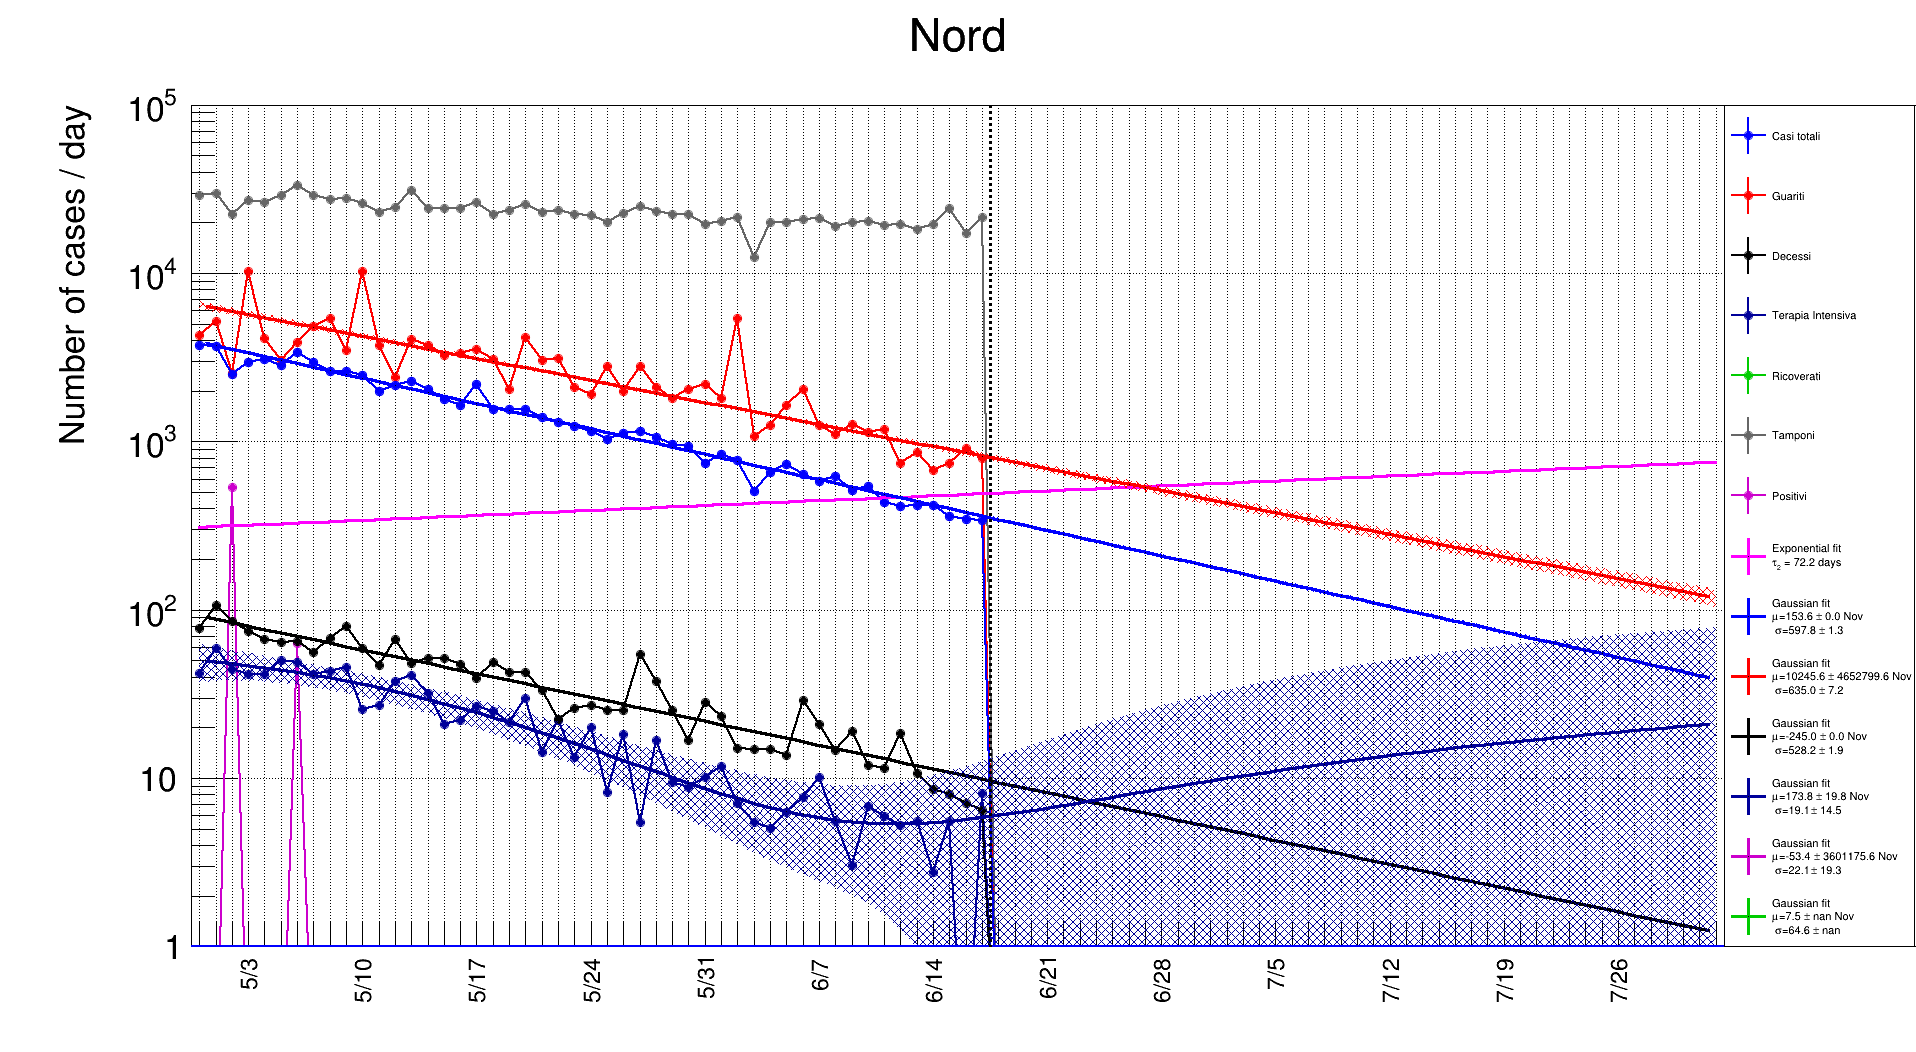 Nord
Number of cases / day
10^5
10^4
10^3
10^2
10
1
5/3
5/10
5/17
5/24
5/31
6/7
6/14
6/21
6/28
7/5
7/12
7/19
7/26
Casi totali
Guariti
Decessi
Terapia Intensiva
Ricoverati
Tamponi
Positivi
Exponential fit
τ₂ = 72.2 days
Gaussian fit
μ=153.6 ± 0.0 Nov
σ=597.8 ± 1.3
Gaussian fit
μ=10245.6 ± 4652799.6 Nov
σ=635.0 ± 7.2
Gaussian fit
μ=-245.0 ± 0.0 Nov
σ=528.2 ± 1.9
Gaussian fit
μ=173.8 ± 19.8 Nov
σ=19.1 ± 14.5
Gaussian fit
μ=-53.4 ± 3601175.6 Nov
σ=22.1 ± 19.3
Gaussian fit
μ=7.5 ± nan Nov
σ=64.6 ± nan